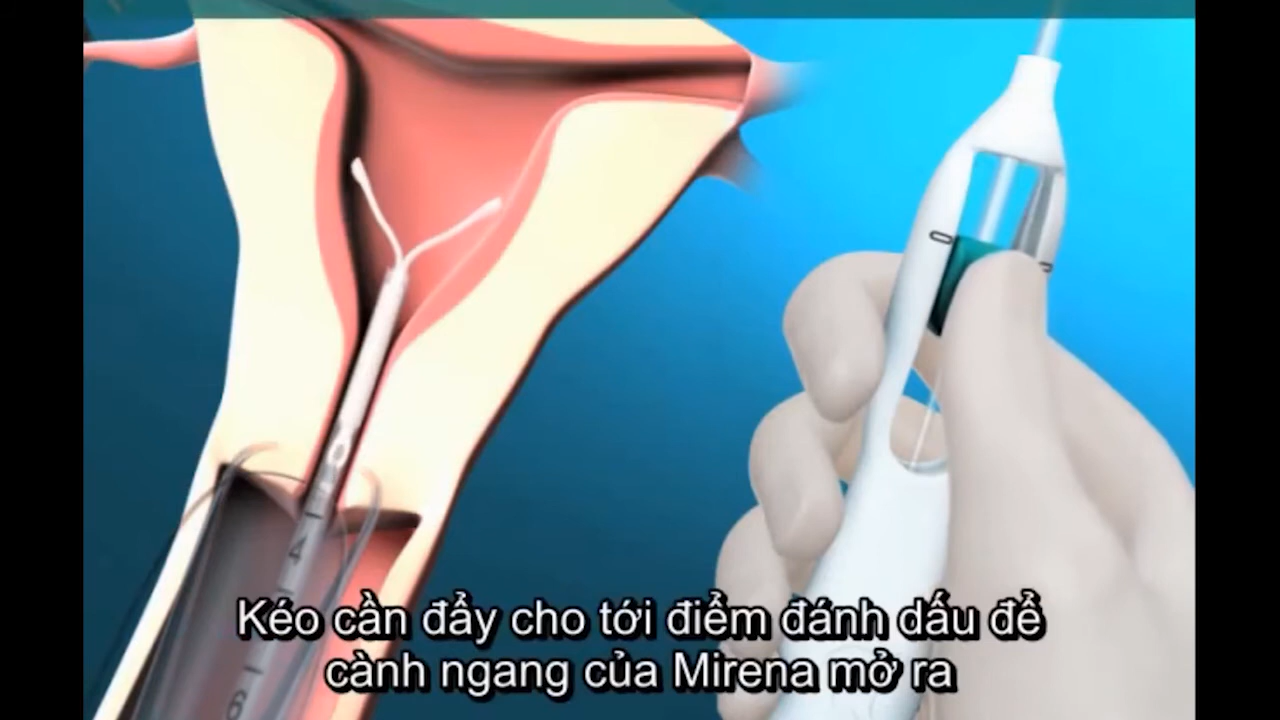 Kéo cần đẩy cho tới điểm đánh dấu để
cành ngang của Mirena mở ra